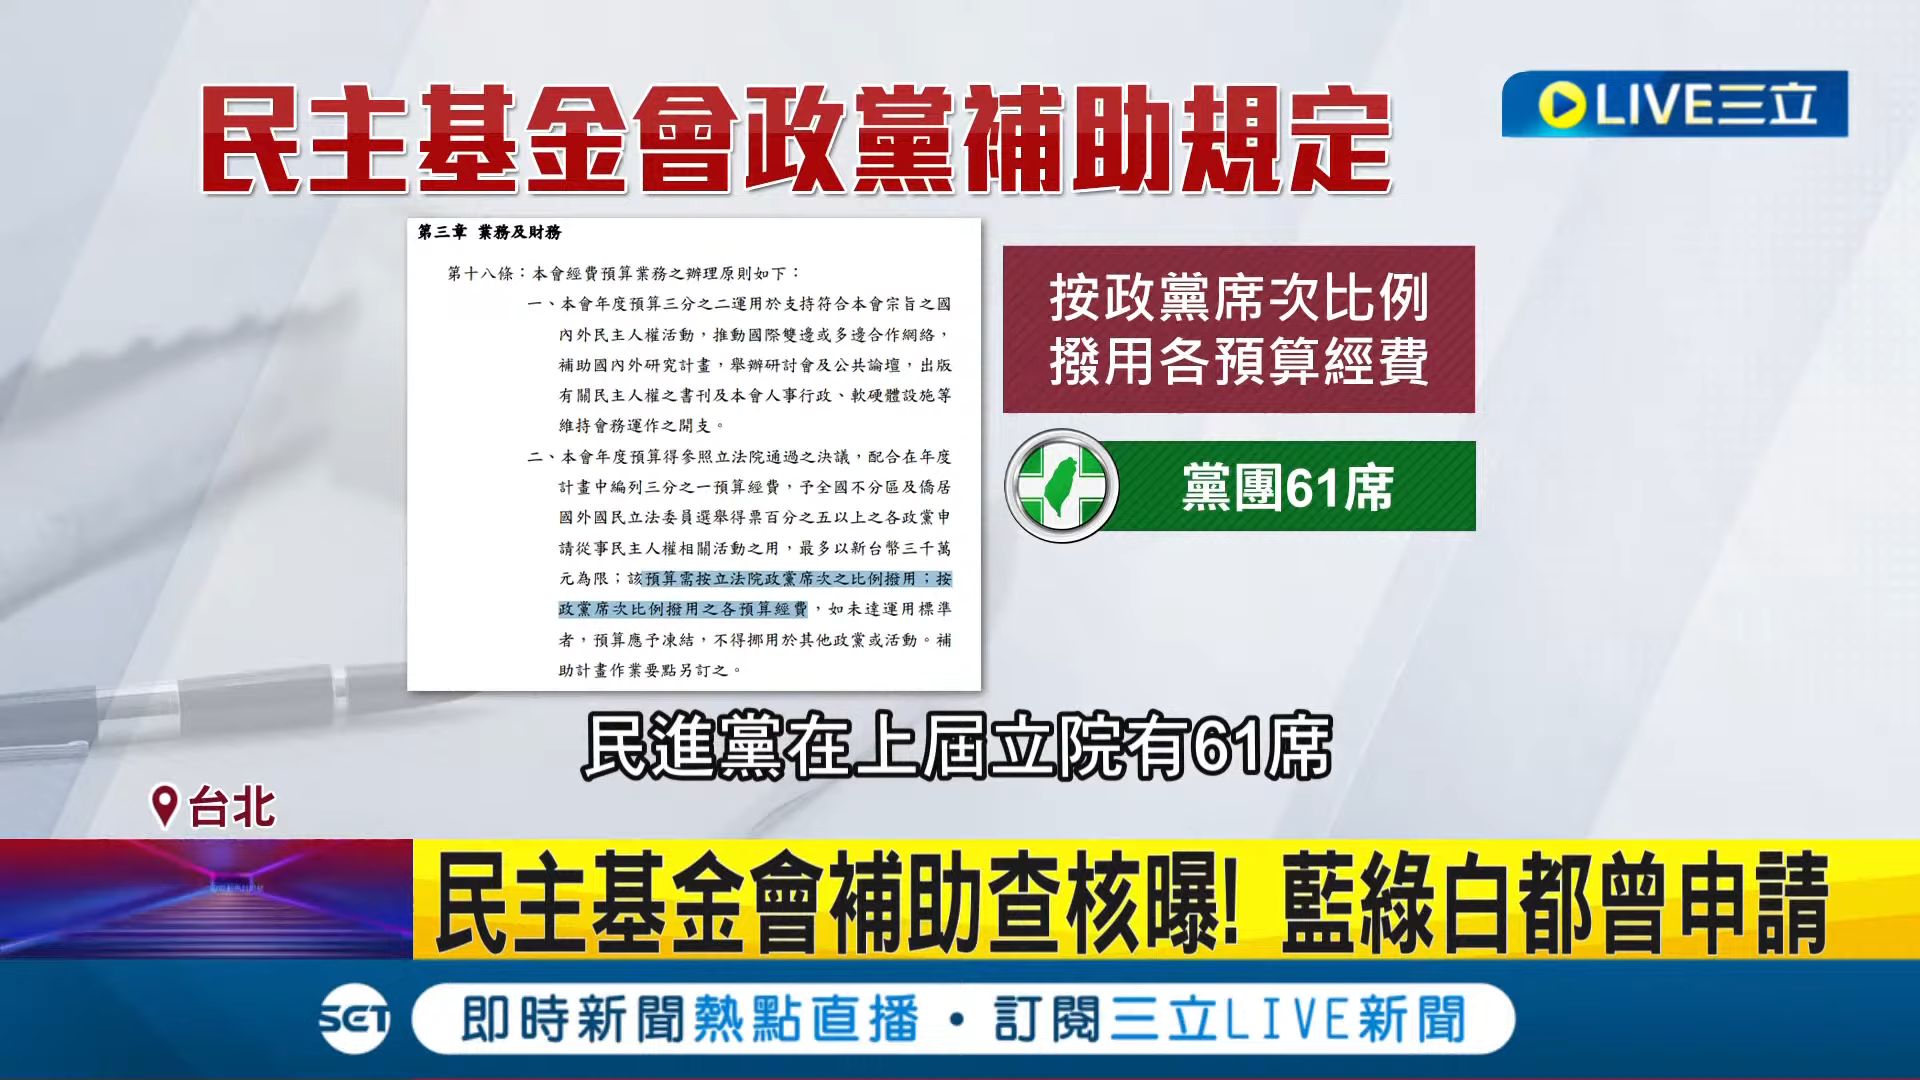 民主基金會政黨補助規定
LIVE三立
第三章 業務及財務
第十八條：本會經費預算業務之辦理原則如下：
一、本會年度預算三分之二運用於支持符合本會宗旨之國
內外民主人權活動，推動國際雙邊或多邊合作網絡，
補助國內外研究計畫，舉辦研討會及公共論壇，出版
有關民主人權之書刊及本會人事行政、軟硬體設施等
維持會務運作之開支。
二、本會年度預算得參照立法院通過之決議，配合在年度
計畫中編列三分之一預算經費，予全國不分區及僑居
國外國民立法委員選舉得票百分之五以上之各政黨申
請從事民主人權相關活動之用，最多以新台幣三千萬
元為限；該預算需按立法院政黨席次之比例撥用；按
政黨席次比例撥用之各預算經費，如未達運用標準
者，預算應予凍結，不得挪用於其他政黨或活動。補
助計畫作業要點另訂之。
按政黨席次比例
撥用各預算經費
黨團61席
民進黨在上屆立院有61席
台北
民主基金會補助查核曝! 藍綠白都曾申請
SET
即時新聞熱點直播・訂閱三立LIVE新聞